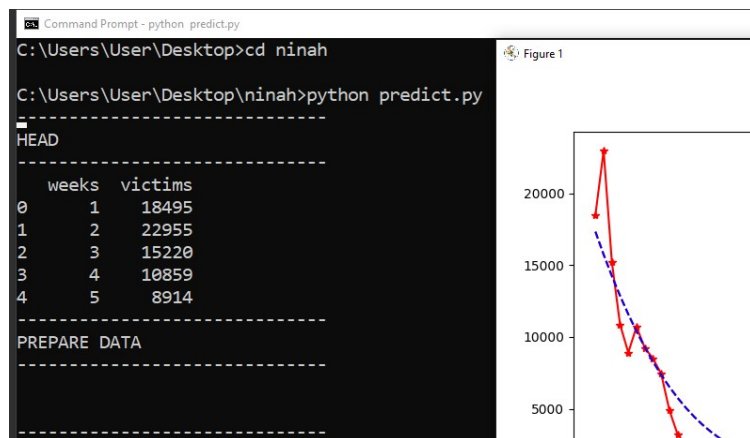 Command Prompt - python predict.py
C:\Users\User\Desktop>cd ninah
C:\Users\User\Desktop\ninah>python predict.py
------------------------------
HEAD
------------------------------
   weeks  victims
0      1    18495
1      2    22955
2      3    15220
3      4    10859
4      5     8914
------------------------------
PREPARE DATA
------------------------------
------------------------------
Figure 1
20000
15000
10000
5000